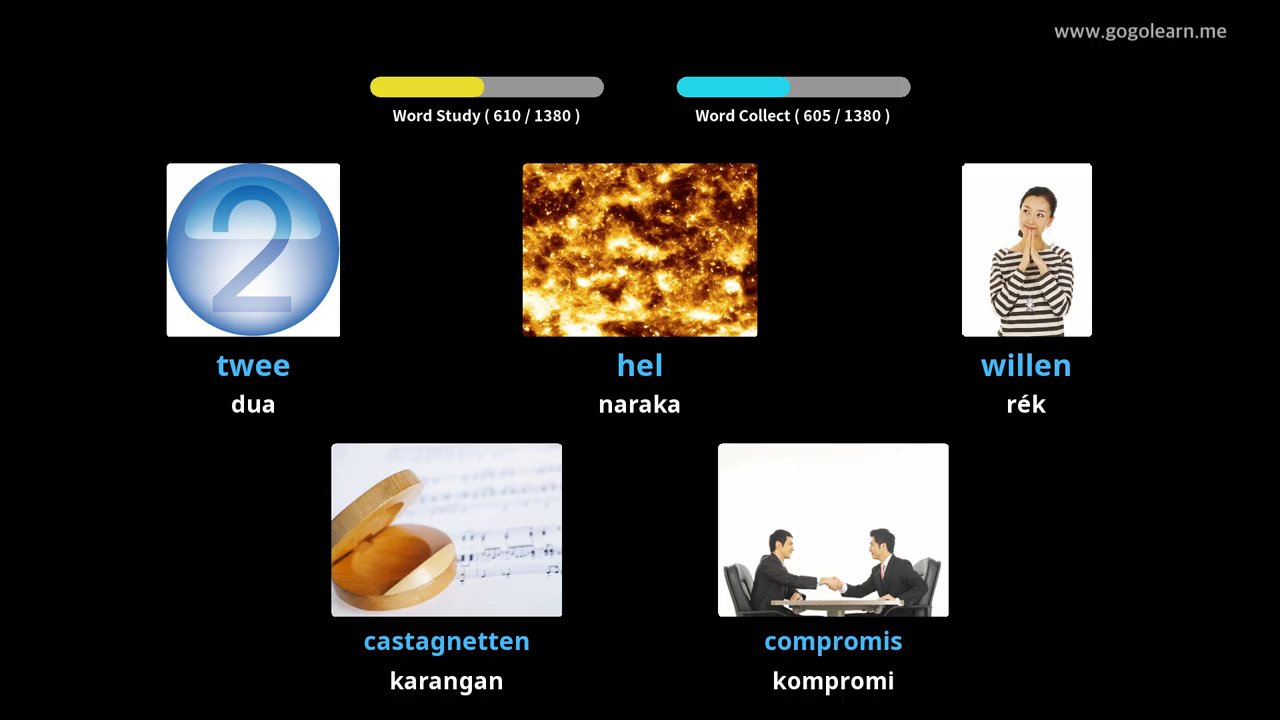 www.gogolearn.me
Word Study ( 610 / 1380 )
Word Collect ( 605 / 1380 )
2
twee
hel
willen
dua
naraka
rék
castagnetten
compromis
karangan
kompromi